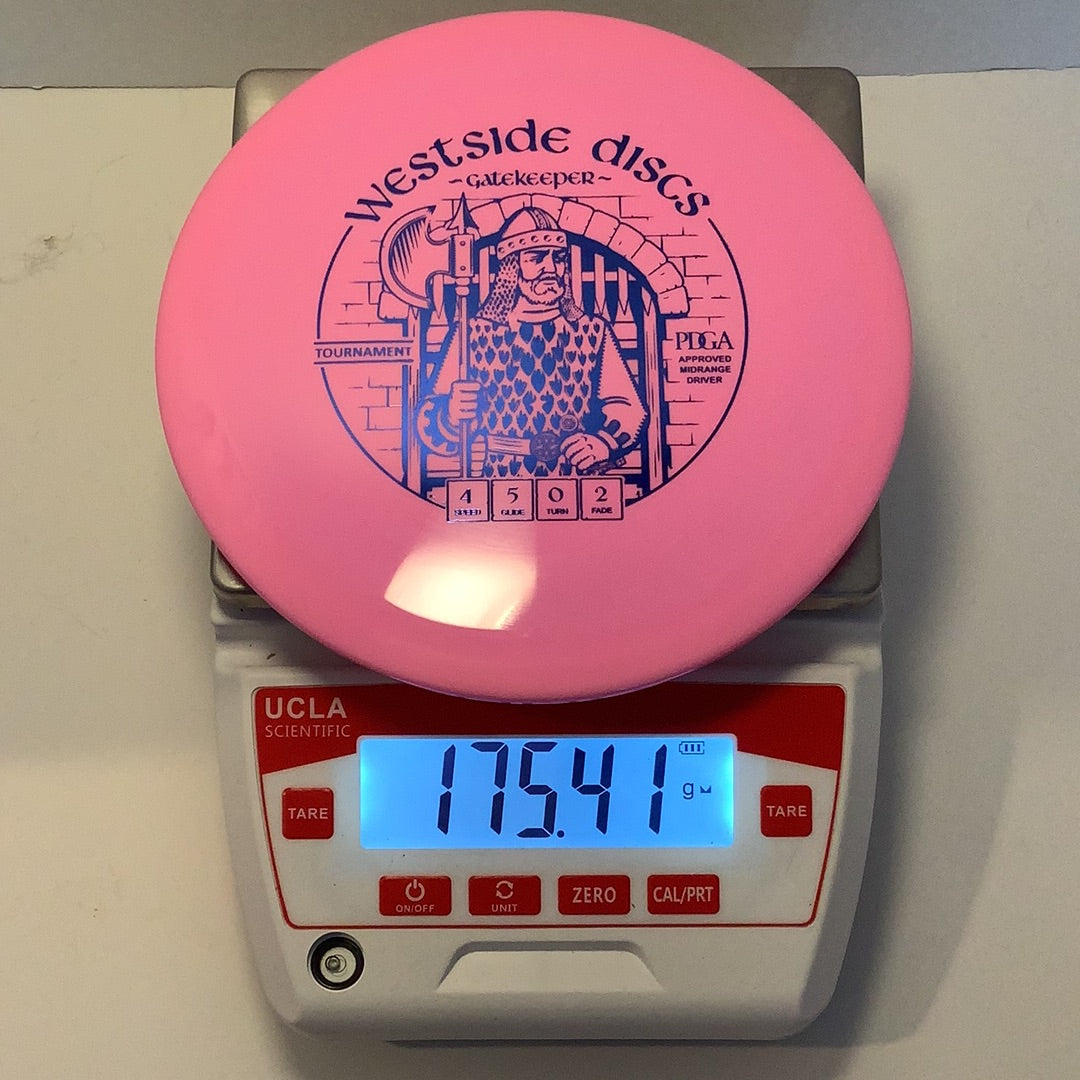 Westside Discs
~Gatekeeper~
TOURNAMENT
PDGA
APPROVED
MIDRANGE
DRIVER
4 5 0 2
SPEED GLIDE TURN FADE
UCLA
SCIENTIFIC
175.41
g
TARE
TARE
ON/OFF
UNIT
ZERO
CAL/PRT